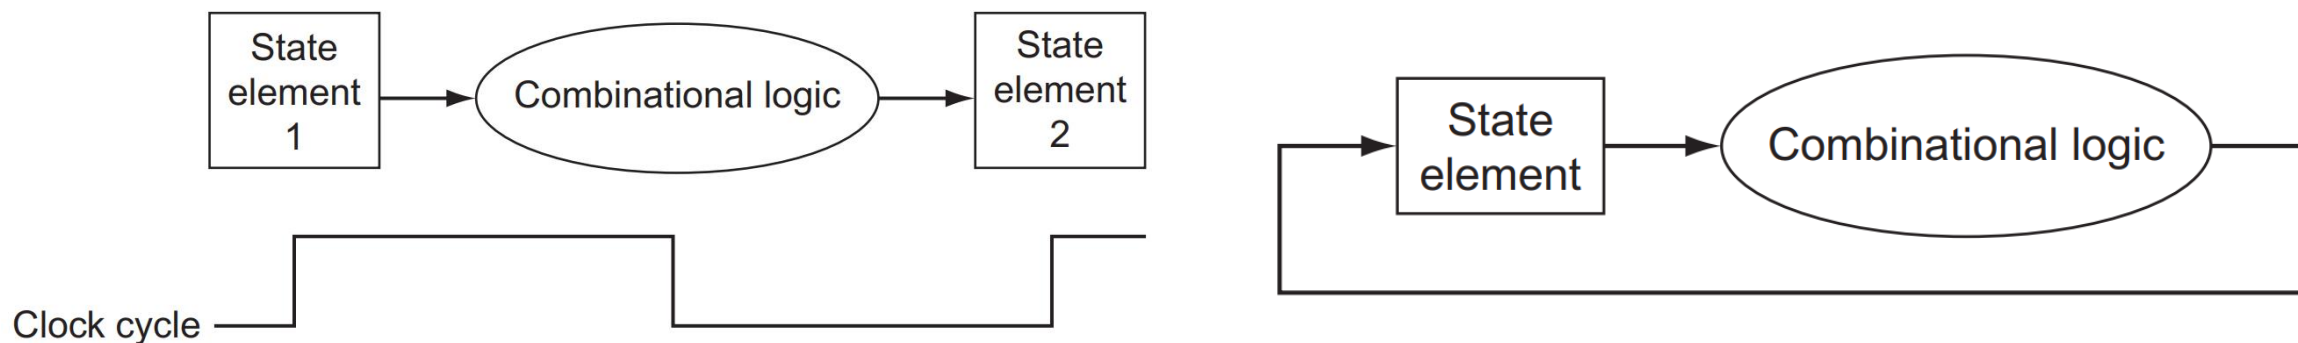 State
element
1
Combinational logic
State
element
2
Clock cycle
State
element
Combinational logic